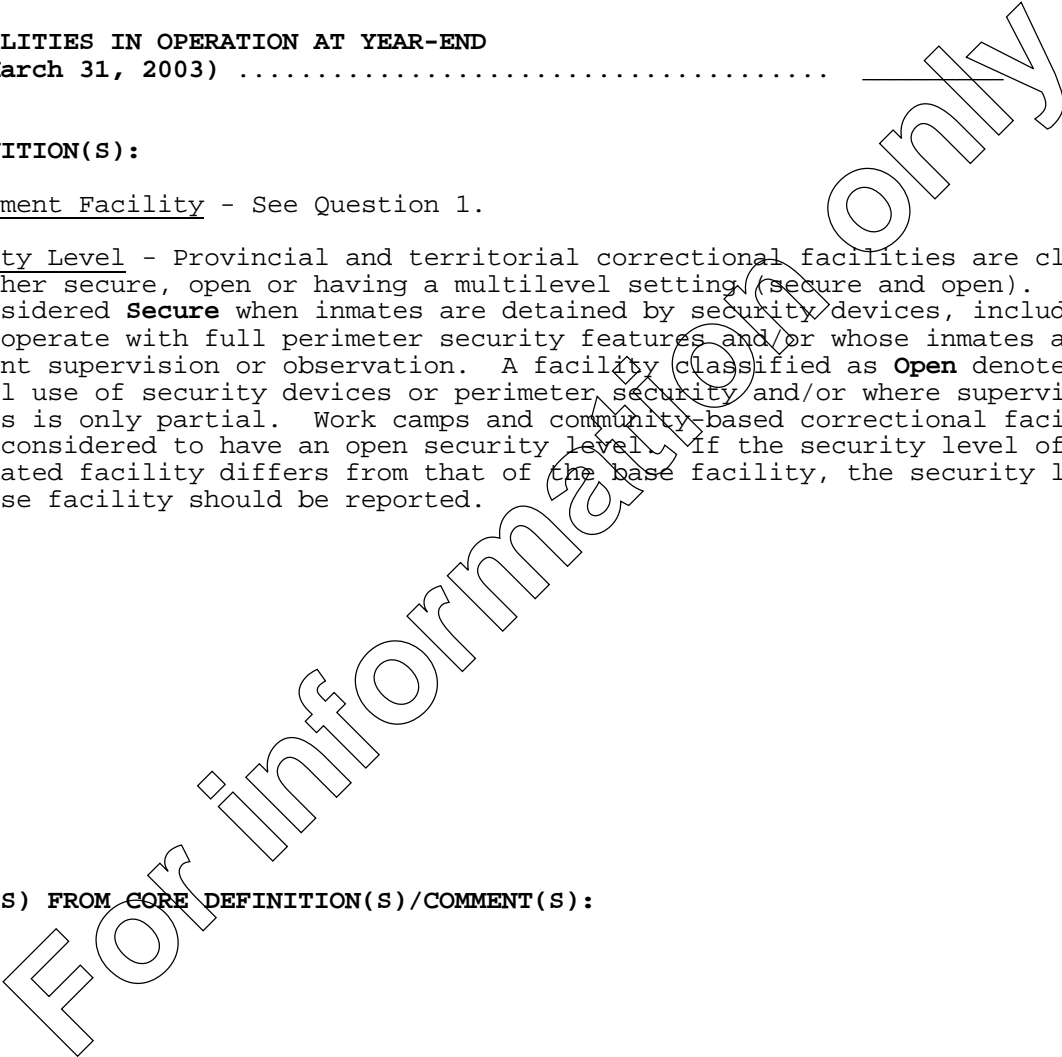 LITIES IN OPERATION AT YEAR-END
arch 31, 2003) ...................................... _________
ITION(S):
ment Facility - See Question 1.
ty Level - Provincial and territorial correctional facilities are cl
her secure, open or having a multilevel setting (secure and open).
sidered Secure when inmates are detained by security devices, includ
operate with full perimeter security features and/or whose inmates a
nt supervision or observation. A facility classified as Open denote
l use of security devices or perimeter security and/or where supervi
s is only partial. Work camps and community-based correctional faci
considered to have an open security level. If the security level of
ated facility differs from that of the base facility, the security l
se facility should be reported.
S) FROM CORE DEFINITION(S)/COMMENT(S):
For information only